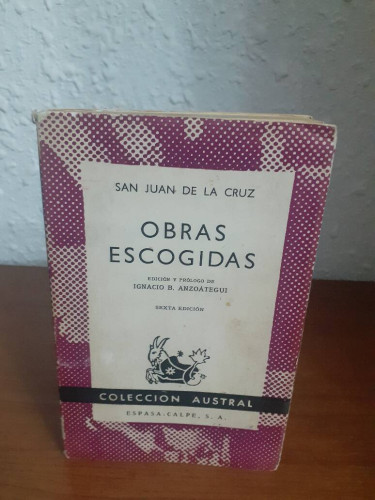 SAN JUAN DE LA CRUZ
OBRAS
ESCOGIDAS
EDICIÓN Y PRÓLOGO DE
IGNACIO B. ANZOÁTEGUI
SEXTA EDICIÓN
COLECCION AUSTRAL
ESPASA-CALPE, S. A.